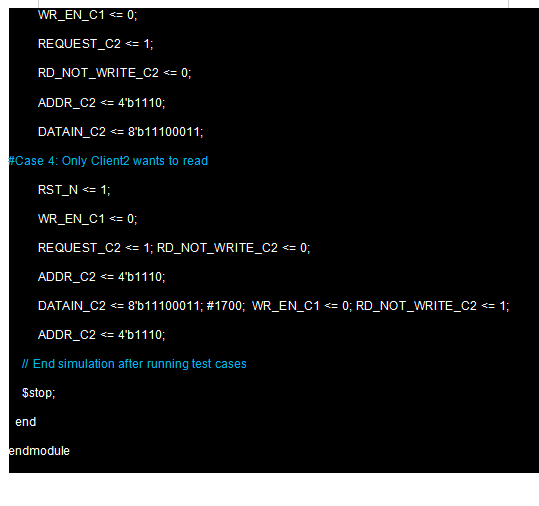 WR_EN_C1 <= 0;
REQUEST_C2 <= 1;
RD_NOT_WRITE_C2 <= 0;
ADDR_C2 <= 4'b1110;
DATAIN_C2 <= 8'b11100011;
#Case 4: Only Client2 wants to read
RST_N <= 1;
WR_EN_C1 <= 0;
REQUEST_C2 <= 1; RD_NOT_WRITE_C2 <= 0;
ADDR_C2 <= 4'b1110;
DATAIN_C2 <= 8'b11100011; #1700;  WR_EN_C1 <= 0; RD_NOT_WRITE_C2 <= 1;
ADDR_C2 <= 4'b1110;
// End simulation after running test cases
$stop;
end
endmodule